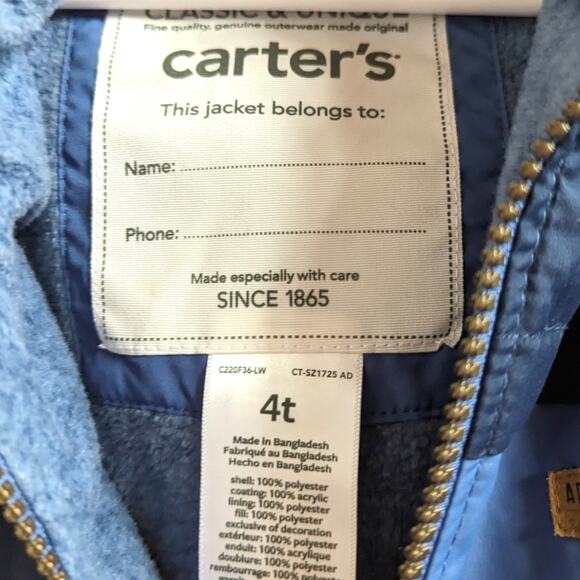 CLASSIC & UNIQUE
Fine quality, genuine outerwear made original
carter's
This jacket belongs to:
Name:
Phone:
Made especially with care
SINCE 1865
C220F36-LW CT-SZ1725 AD
4t
Made in Bangladesh
Fabriqué au Bangladesh
Hecho en Bangladesh
shell: 100% polyester
coating: 100% acrylic
lining: 100% polyester
fill: 100% polyester
exclusive of decoration
extérieur: 100% polyester
enduit: 100% acrylique
doublure: 100% polyester
rembourrage: 100% polyester